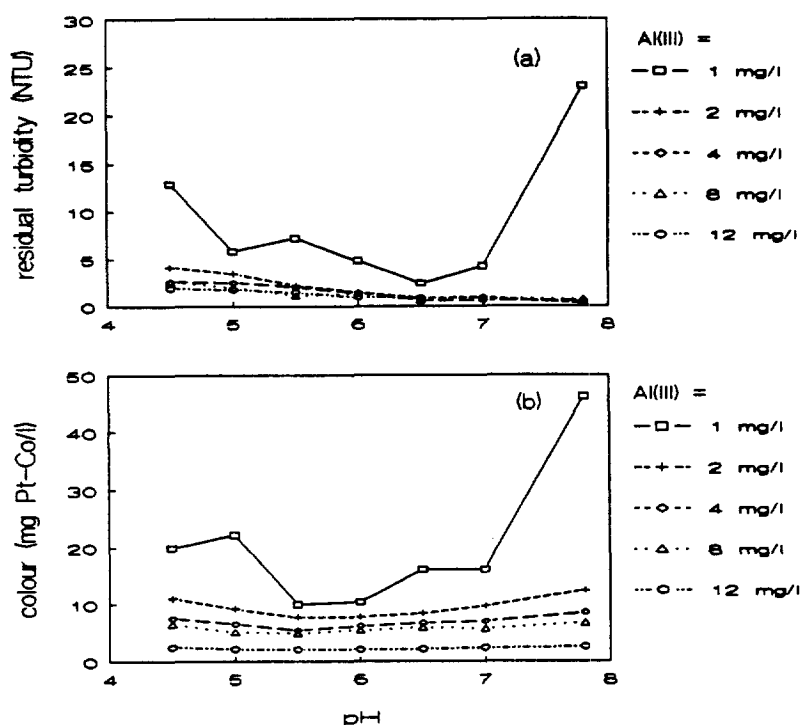 30
25
20
15
10
5
0
residual turbidity (NTU)
(a)
4 5 6 7 8
Al(III) =
1 mg/l
2 mg/l
4 mg/l
8 mg/l
12 mg/l
50
40
30
20
10
0
colour (mg Pt-Co/l)
(b)
4 5 6 7 8
pH
Al(III) =
1 mg/l
2 mg/l
4 mg/l
8 mg/l
12 mg/l